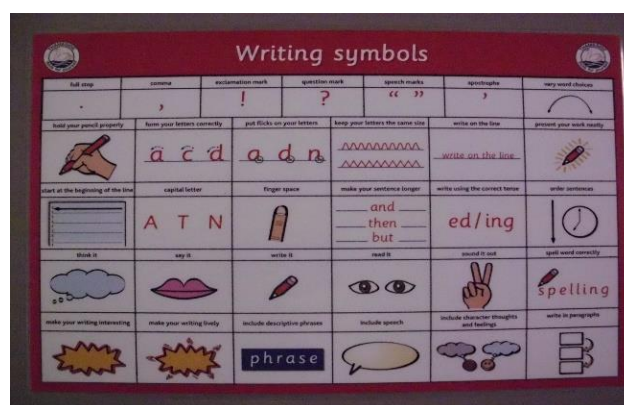 Writing symbols
full stop comma exclamation mark question mark speech marks apostrophe vary word choices
. , ! ? “ ” ’
hold your pencil properly form your letters correctly put flicks on your letters keep your letters the same size write on the line present your work neatly
a c d a d n write on the line
start at the beginning of the line capital letter finger space make your sentence longer write using the correct tense order sentences
A T N and then but ed/ing
think it say it write it read it sound it out spell word correctly
spelling
make your writing interesting make your writing lively include descriptive phrases include speech include character thoughts and feelings write in paragraphs
phrase